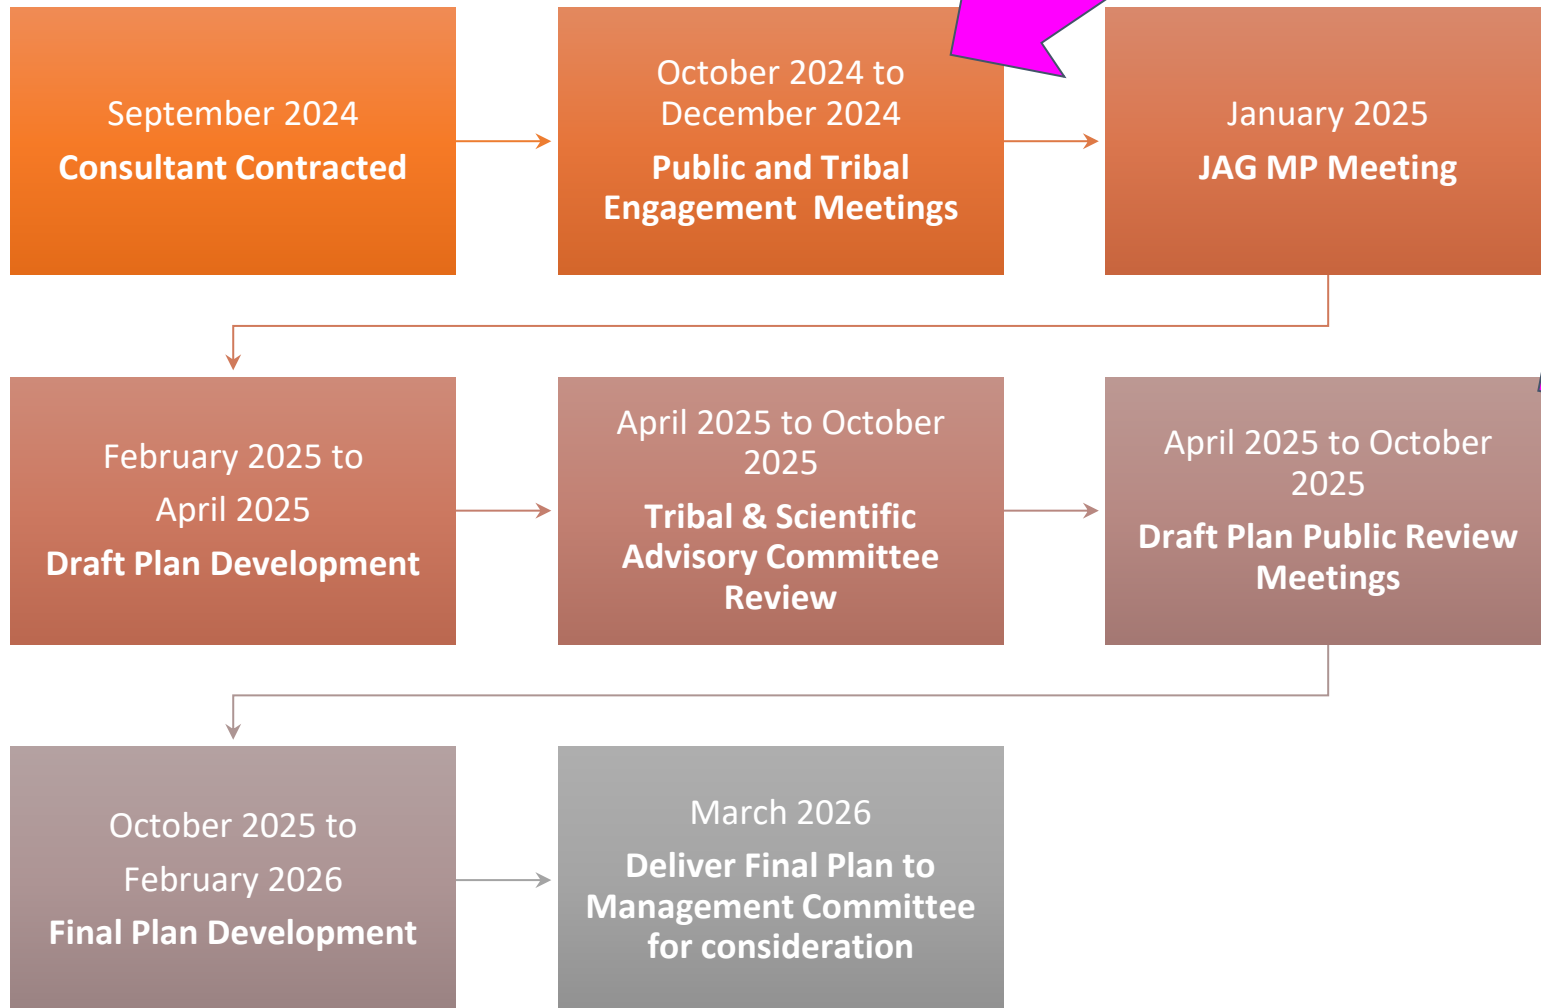 September 2024
Consultant Contracted
October 2024 to
December 2024
Public and Tribal
Engagement  Meetings
January 2025
JAG MP Meeting
February 2025 to
April 2025
Draft Plan Development
April 2025 to October
2025
Tribal & Scientific
Advisory Committee
Review
April 2025 to October
2025
Draft Plan Public Review
Meetings
October 2025 to
February 2026
Final Plan Development
March 2026
Deliver Final Plan to
Management Committee
for consideration